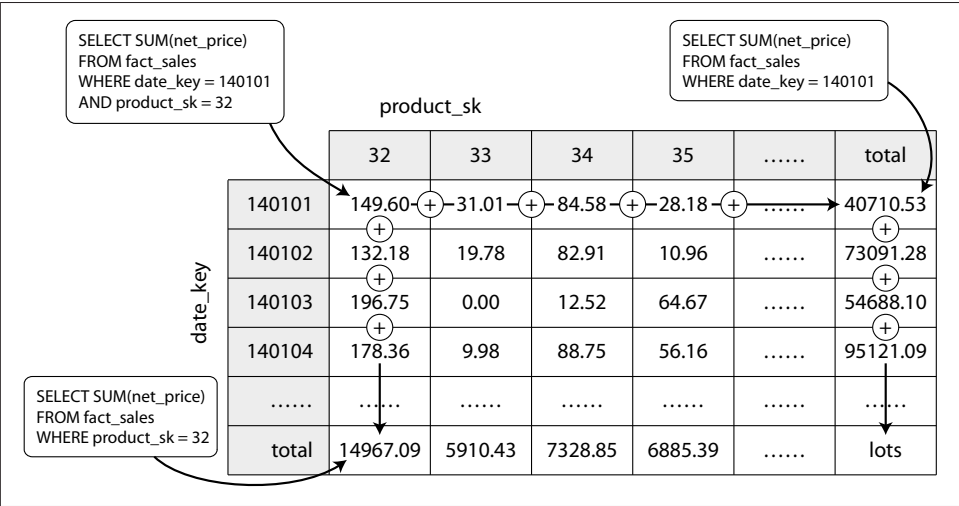 SELECT SUM(net_price)
FROM fact_sales
WHERE date_key = 140101
AND product_sk = 32
SELECT SUM(net_price)
FROM fact_sales
WHERE date_key = 140101
product_sk
32 33 34 35 ...... total
140101 149.60 + 31.01 + 84.58 + 28.18 + ...... 40710.53
+ +
140102 132.18 19.78 82.91 10.96 ...... 73091.28
+ +
140103 196.75 0.00 12.52 64.67 ...... 54688.10
+ +
140104 178.36 9.98 88.75 56.16 ...... 95121.09
...... ...... ...... ...... ...... ...... ......
total 14967.09 5910.43 7328.85 6885.39 ...... lots
date_key
SELECT SUM(net_price)
FROM fact_sales
WHERE product_sk = 32